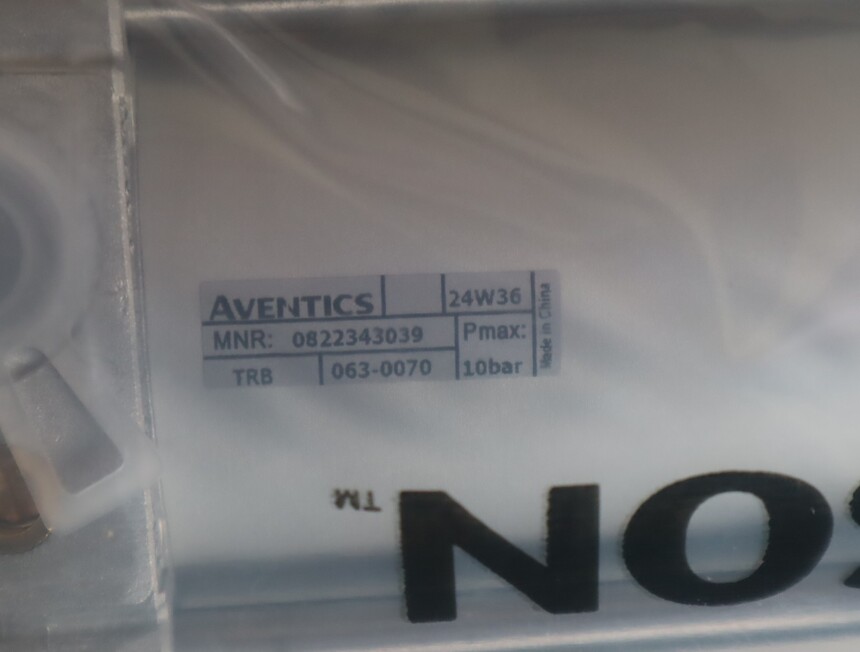 AVENTICS 24W36
MNR: 0822343039 Pmax:
TRB 063-0070 10bar
Made in China
NOS
™